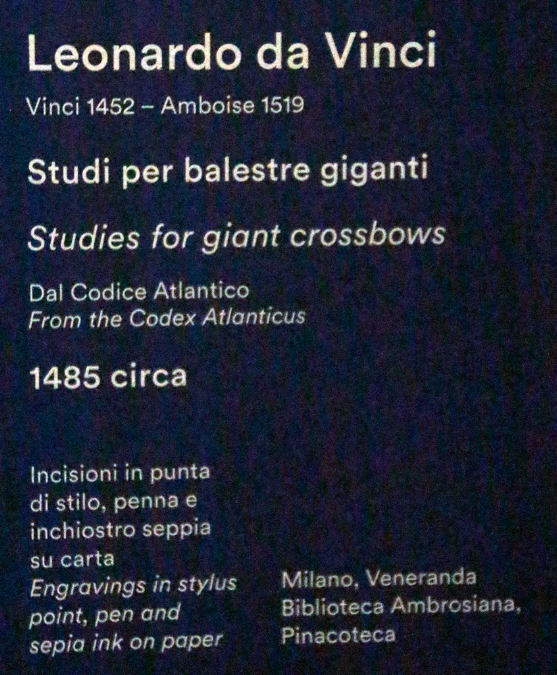 Leonardo da Vinci
Vinci 1452 – Amboise 1519
Studi per balestre giganti
Studies for giant crossbows
Dal Codice Atlantico
From the Codex Atlanticus
1485 circa
Incisioni in punta
di stilo, penna e
inchiostro seppia
su carta
Engravings in stylus
point, pen and
sepia ink on paper
Milano, Veneranda
Biblioteca Ambrosiana,
Pinacoteca